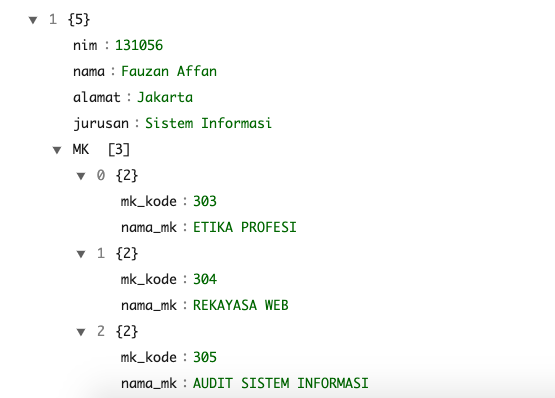 ▼ 1 {5}
nim : 131056
nama : Fauzan Affan
alamat : Jakarta
jurusan : Sistem Informasi
▼ MK [3]
▼ 0 {2}
mk_kode : 303
nama_mk : ETIKA PROFESI
▼ 1 {2}
mk_kode : 304
nama_mk : REKAYASA WEB
▼ 2 {2}
mk_kode : 305
nama_mk : AUDIT SISTEM INFORMASI